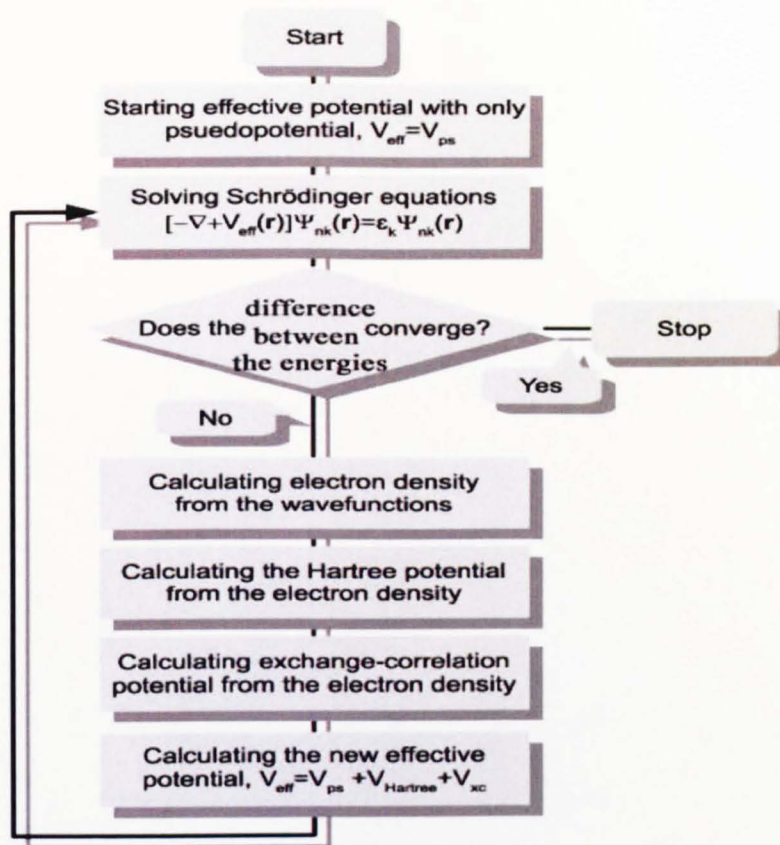 Start
Starting effective potential with only
psuedopotential, V_eff=V_ps
Solving Schrödinger equations
[-∇+V_eff(r)]Ψ_nk(r)=ε_kΨ_nk(r)
Does the difference between the energies converge?
Stop
Yes
No
Calculating electron density
from the wavefunctions
Calculating the Hartree potential
from the electron density
Calculating exchange-correlation
potential from the electron density
Calculating the new effective
potential, V_eff=V_ps +V_Hartree+V_xc